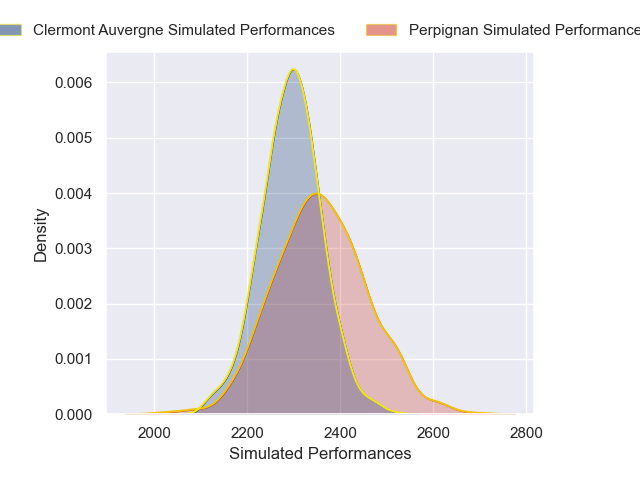 Clermont Auvergne Simulated Performances
Perpignan Simulated Performance
0.006
0.005
0.004
0.003
0.002
0.001
0.000
Density
2000 2200 2400 2600 2800
Simulated Performances